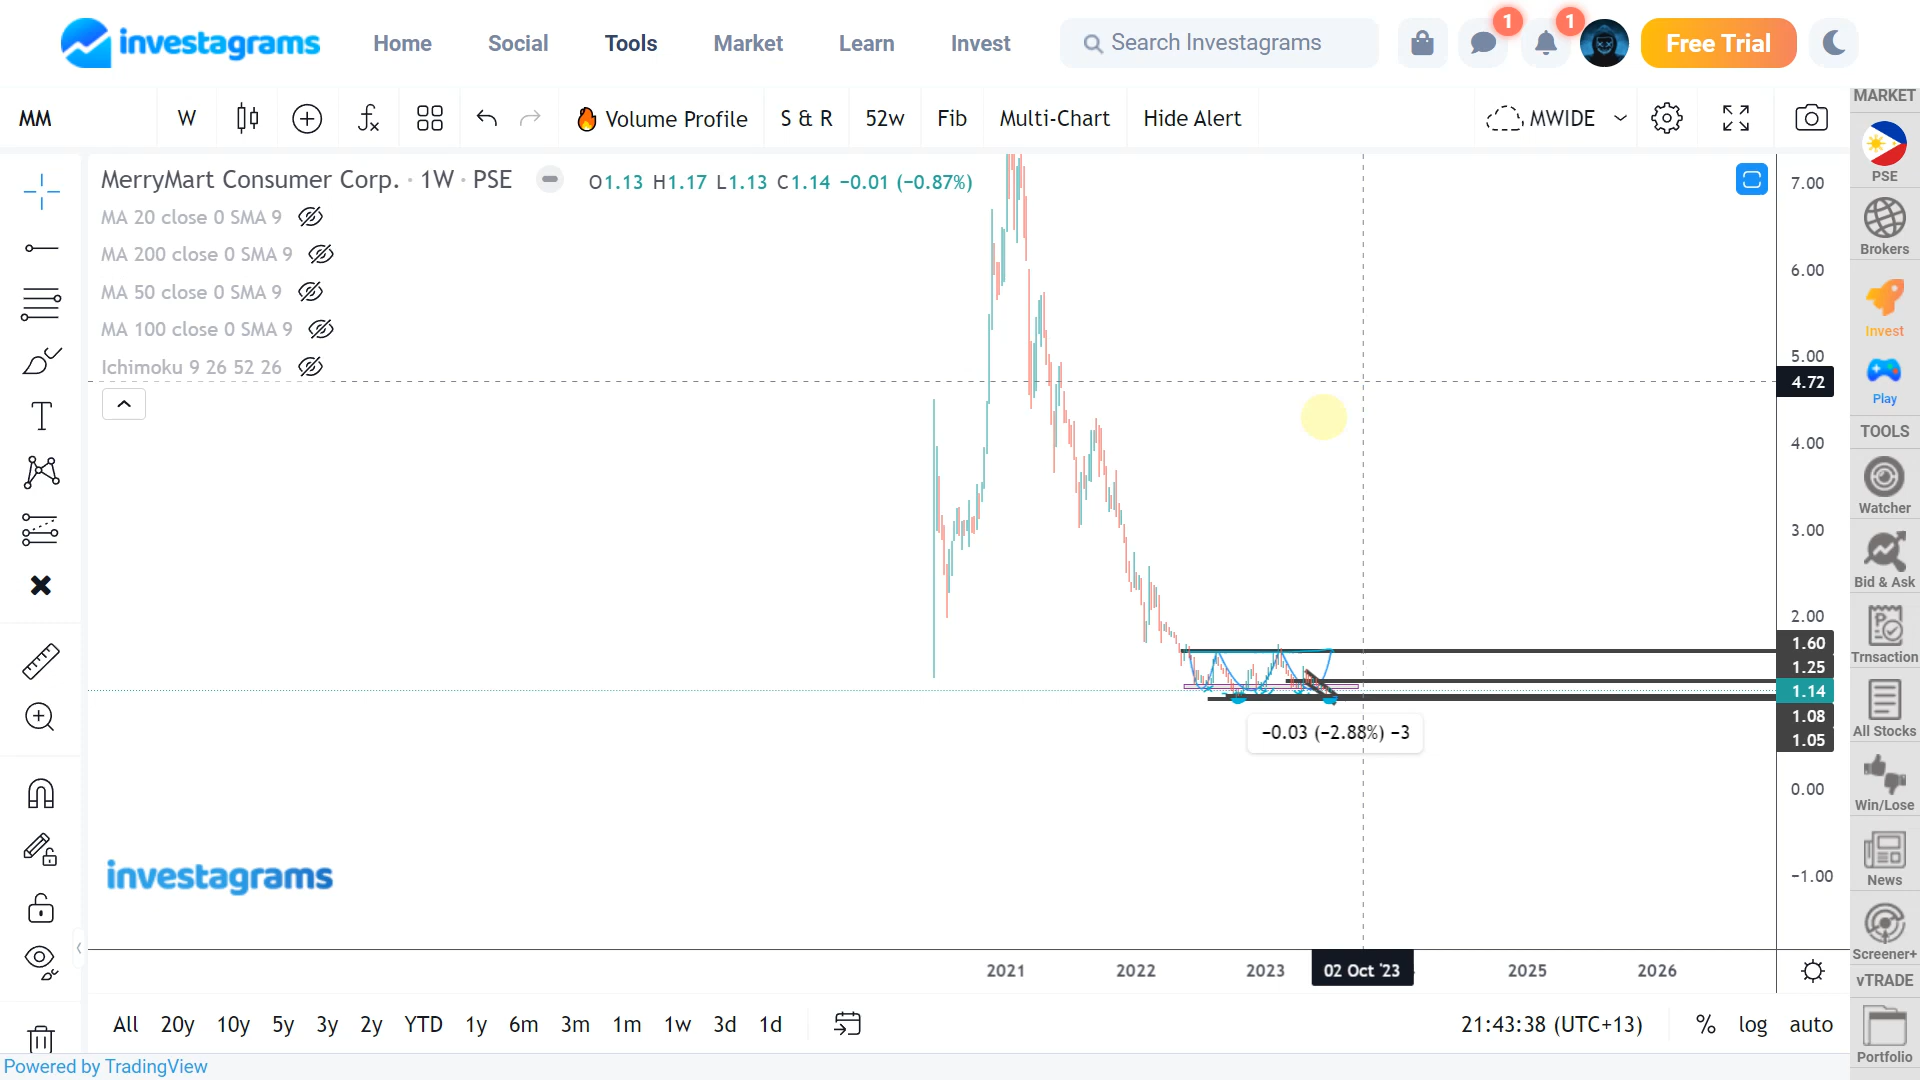 investagrams Home Social Tools Market Learn Invest Search Investagrams 1 1 Free Trial
MM W Volume Profile S & R 52w Fib Multi-Chart Hide Alert MWIDE
MerryMart Consumer Corp. · 1W · PSE O1.13 H1.17 L1.13 C1.14 −0.01 (−0.87%)
MA 20 close 0 SMA 9
MA 200 close 0 SMA 9
MA 50 close 0 SMA 9
MA 100 close 0 SMA 9
Ichimoku 9 26 52 26
7.00
6.00
5.00
4.72
4.00
3.00
2.00
1.60
1.25
1.14
1.08
1.05
0.00
−1.00
−0.03 (−2.88%) −3
investagrams
2021 2022 2023 02 Oct '23 2025 2026
All 20y 10y 5y 3y 2y YTD 1y 6m 3m 1m 1w 3d 1d 21:43:38 (UTC+13) % log auto
Powered by TradingView
MARKET
PSE
Brokers
Invest
Play
TOOLS
Watcher
Bid & Ask
Trnsaction
All Stocks
Win/Lose
News
Screener+
vTRADE
Portfolio